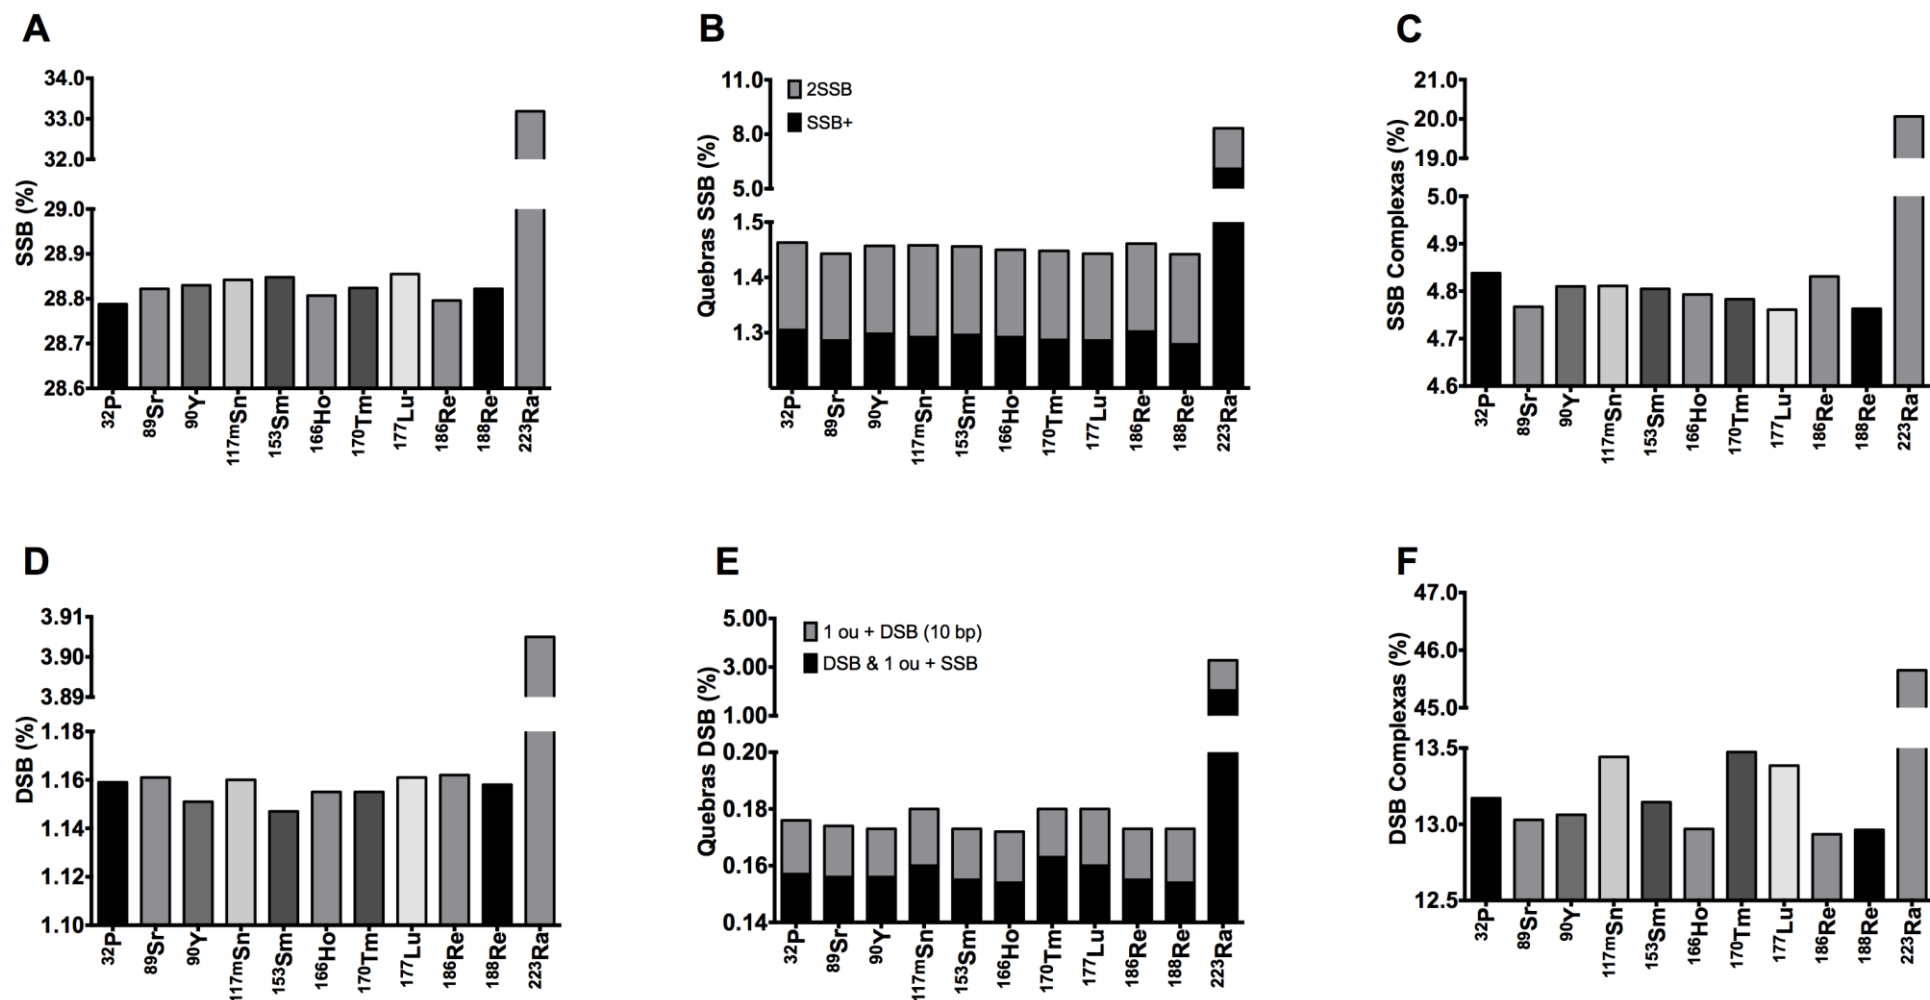 A
SSB (%)
34.0
33.0
32.0
29.0
28.9
28.8
28.7
28.6
³²P
⁸⁹Sr
⁹⁰Y
¹¹⁷ᵐSn
¹⁵³Sm
¹⁶⁶Ho
¹⁷⁰Tm
¹⁷⁷Lu
¹⁸⁶Re
¹⁸⁸Re
²²³Ra
B
Quebras SSB (%)
11.0
8.0
5.0
1.5
1.4
1.3
2SSB
SSB+
³²P
⁸⁹Sr
⁹⁰Y
¹¹⁷ᵐSn
¹⁵³Sm
¹⁶⁶Ho
¹⁷⁰Tm
¹⁷⁷Lu
¹⁸⁶Re
¹⁸⁸Re
²²³Ra
C
SSB Complexas (%)
21.0
20.0
19.0
5.0
4.9
4.8
4.7
4.6
³²P
⁸⁹Sr
⁹⁰Y
¹¹⁷ᵐSn
¹⁵³Sm
¹⁶⁶Ho
¹⁷⁰Tm
¹⁷⁷Lu
¹⁸⁶Re
¹⁸⁸Re
²²³Ra
D
DSB (%)
3.91
3.90
3.89
1.18
1.16
1.14
1.12
1.10
³²P
⁸⁹Sr
⁹⁰Y
¹¹⁷ᵐSn
¹⁵³Sm
¹⁶⁶Ho
¹⁷⁰Tm
¹⁷⁷Lu
¹⁸⁶Re
¹⁸⁸Re
²²³Ra
E
Quebras DSB (%)
5.00
3.00
1.00
0.20
0.18
0.16
0.14
1 ou + DSB (10 bp)
DSB & 1 ou + SSB
³²P
⁸⁹Sr
⁹⁰Y
¹¹⁷ᵐSn
¹⁵³Sm
¹⁶⁶Ho
¹⁷⁰Tm
¹⁷⁷Lu
¹⁸⁶Re
¹⁸⁸Re
²²³Ra
F
DSB Complexas (%)
47.0
46.0
45.0
13.5
13.0
12.5
³²P
⁸⁹Sr
⁹⁰Y
¹¹⁷ᵐSn
¹⁵³Sm
¹⁶⁶Ho
¹⁷⁰Tm
¹⁷⁷Lu
¹⁸⁶Re
¹⁸⁸Re
²²³Ra